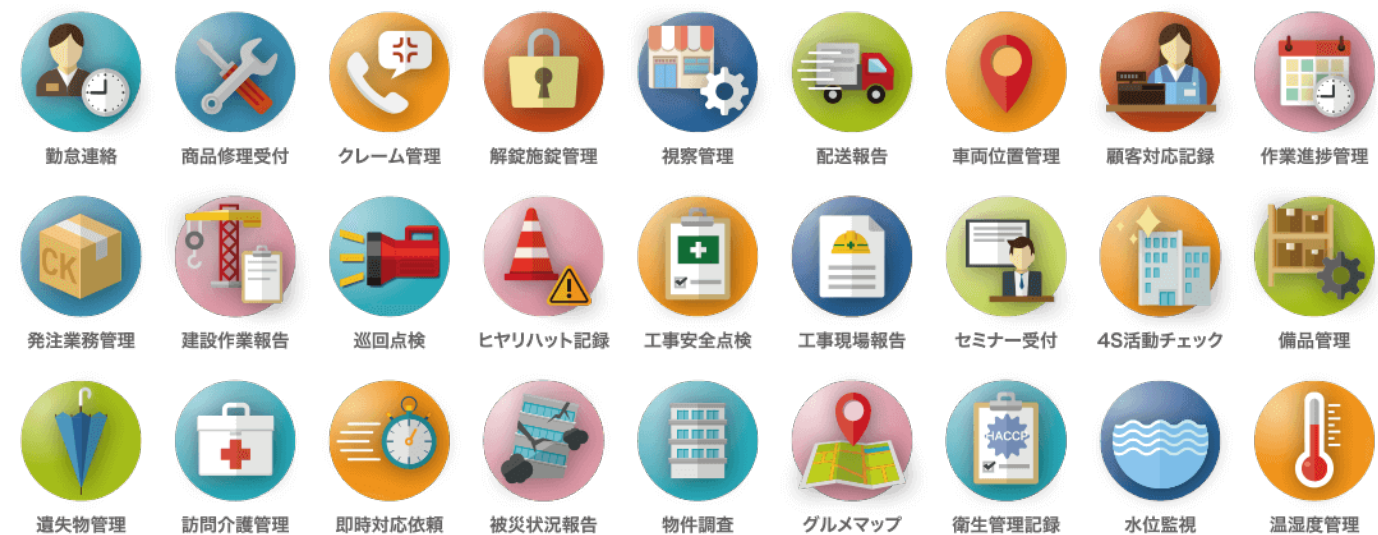 勤怠連絡
商品修理受付
クレーム管理
解錠施錠管理
視察管理
配送報告
車両位置管理
顧客対応記録
作業進捗管理
CK
発注業務管理
建設作業報告
巡回点検
ヒヤリハット記録
工事安全点検
工事現場報告
セミナー受付
4S活動チェック
備品管理
遺失物管理
訪問介護管理
即時対応依頼
被災状況報告
物件調査
グルメマップ
HACCP
衛生管理記録
水位監視
温湿度管理